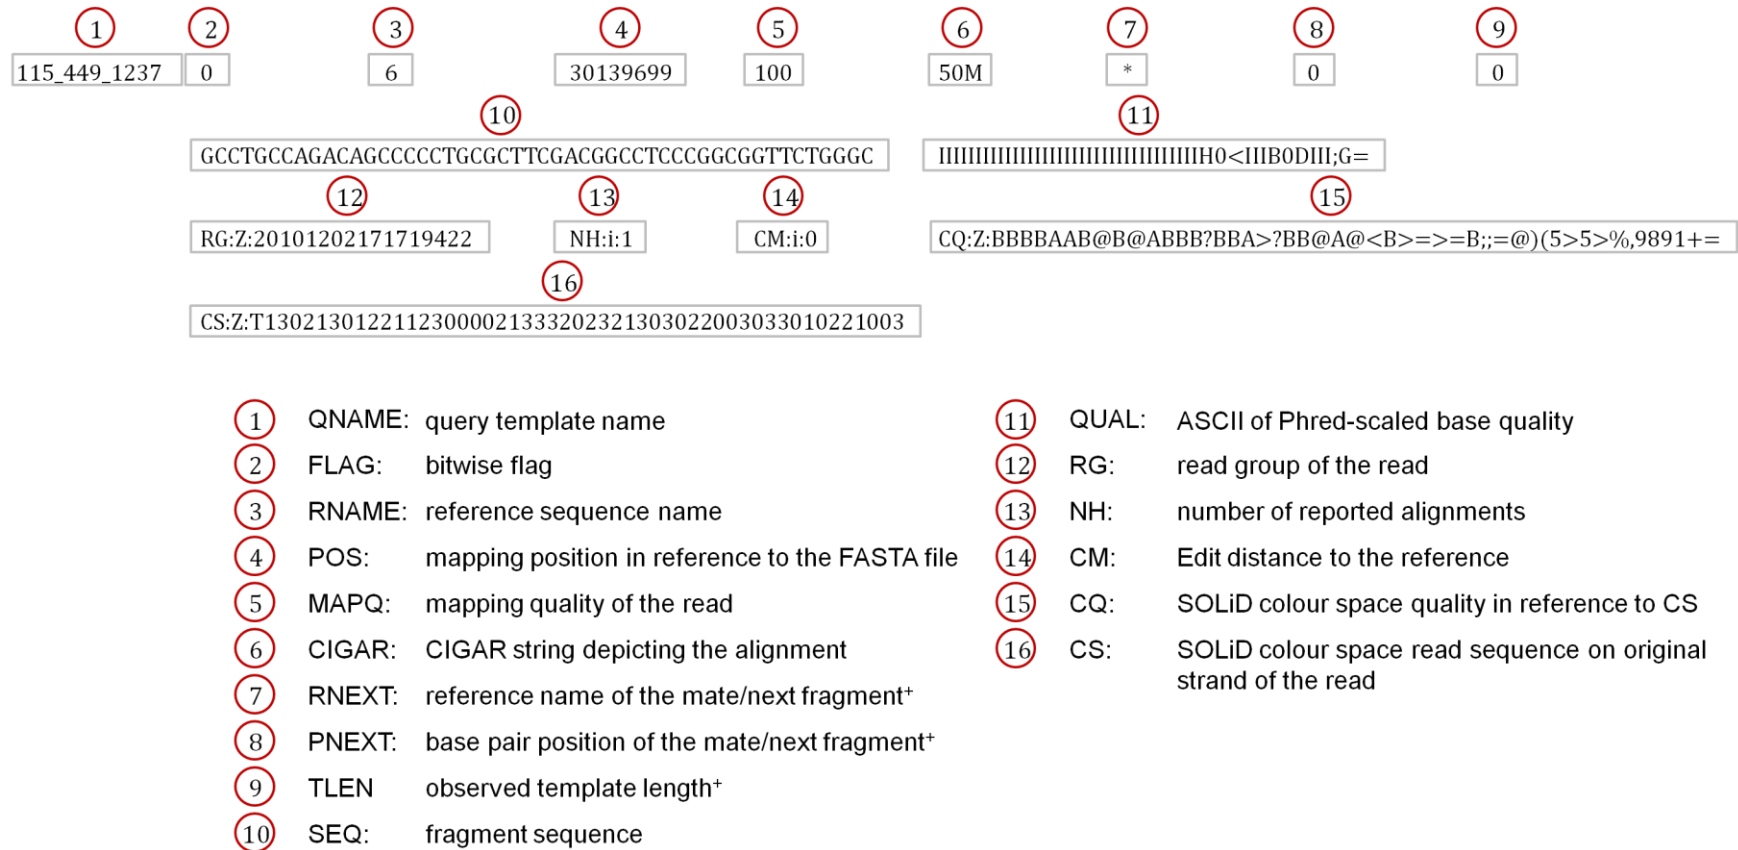 1 2 3 4 5 6 7 8 9
115_449_1237 0 6 30139699 100 50M * 0 0
10 11
GCCTGCCAGACAGCCCCCTGCGCTTCGACGGCCTCCCGGCGGTTCTGGGC IIIIIIIIIIIIIIIIIIIIIIIIIIIIIIIIIIIH0<IIIB0DIII;G=
12 13 14 15
RG:Z:20101202171719422 NH:i:1 CM:i:0 CQ:Z:BBBBAAB@B@ABBB?BBA>?BB@A@<B>=>=B;;=@)(5>5>%,9891+=
16
CS:Z:T13021301221123000021333202321303022003033010221003
1 QNAME: query template name
2 FLAG: bitwise flag
3 RNAME: reference sequence name
4 POS: mapping position in reference to the FASTA file
5 MAPQ: mapping quality of the read
6 CIGAR: CIGAR string depicting the alignment
7 RNEXT: reference name of the mate/next fragment⁺
8 PNEXT: base pair position of the mate/next fragment⁺
9 TLEN observed template length⁺
10 SEQ: fragment sequence
11 QUAL: ASCII of Phred-scaled base quality
12 RG: read group of the read
13 NH: number of reported alignments
14 CM: Edit distance to the reference
15 CQ: SOLiD colour space quality in reference to CS
16 CS: SOLiD colour space read sequence on original
strand of the read